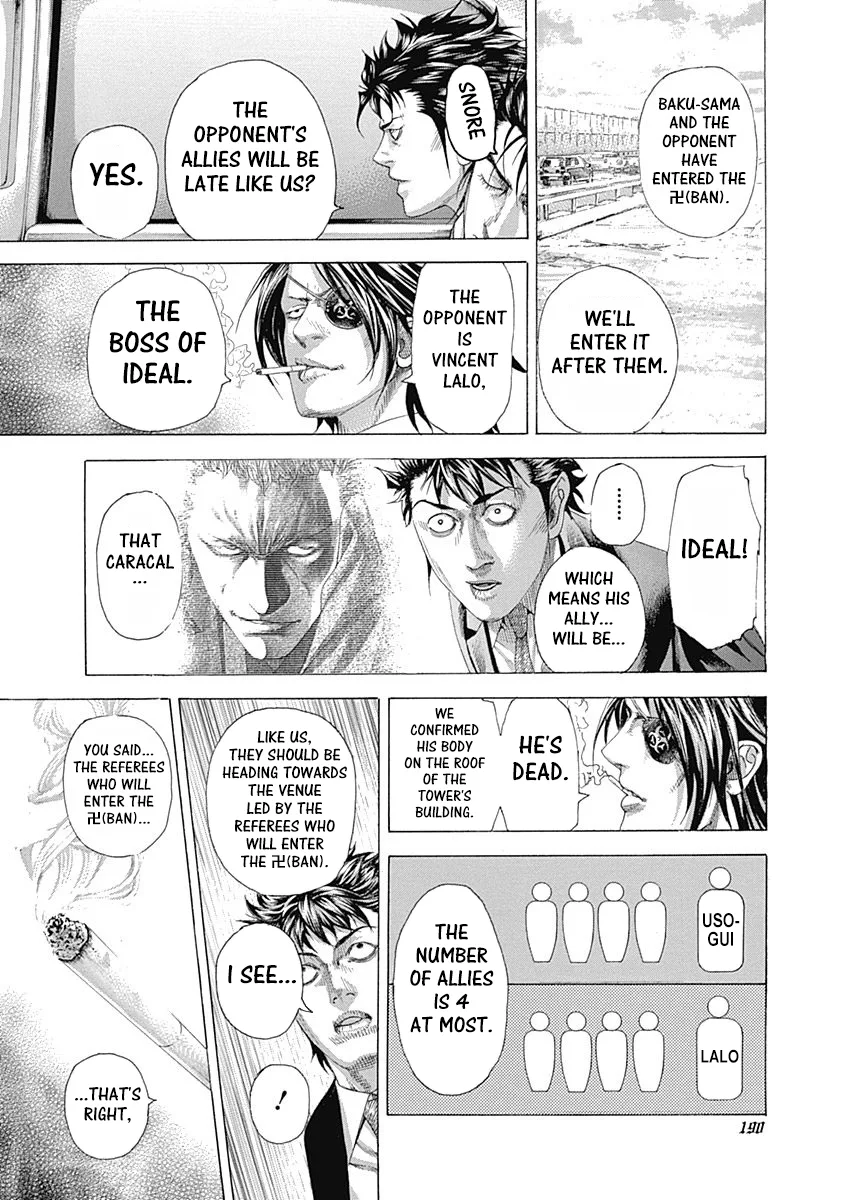 BAKU-SAMA
AND THE
OPPONENT
HAVE
ENTERED THE
卍(BAN).
WE'LL
ENTER IT
AFTER THEM.
SNORE
THE
OPPONENT'S
ALLIES WILL BE
LATE LIKE US?
YES.
THE
OPPONENT
IS
VINCENT
LALO,
THE
BOSS OF
IDEAL.
IDEAL!
......
WHICH
MEANS HIS
ALLY...
WILL BE...
THAT
CARACAL
...
HE'S
DEAD.
WE
CONFIRMED
HIS BODY
ON THE ROOF
OF THE
TOWER'S
BUILDING.
USO-
GUI
LALO
THE
NUMBER
OF ALLIES
IS 4
AT MOST.
LIKE US,
THEY SHOULD BE
HEADING TOWARDS
THE VENUE
LED BY THE
REFEREES WHO
WILL ENTER
THE 卍(BAN).
I SEE...
!
YOU SAID...
THE REFEREES
WHO WILL
ENTER THE
卍(BAN)...
...THAT'S
RIGHT,
190